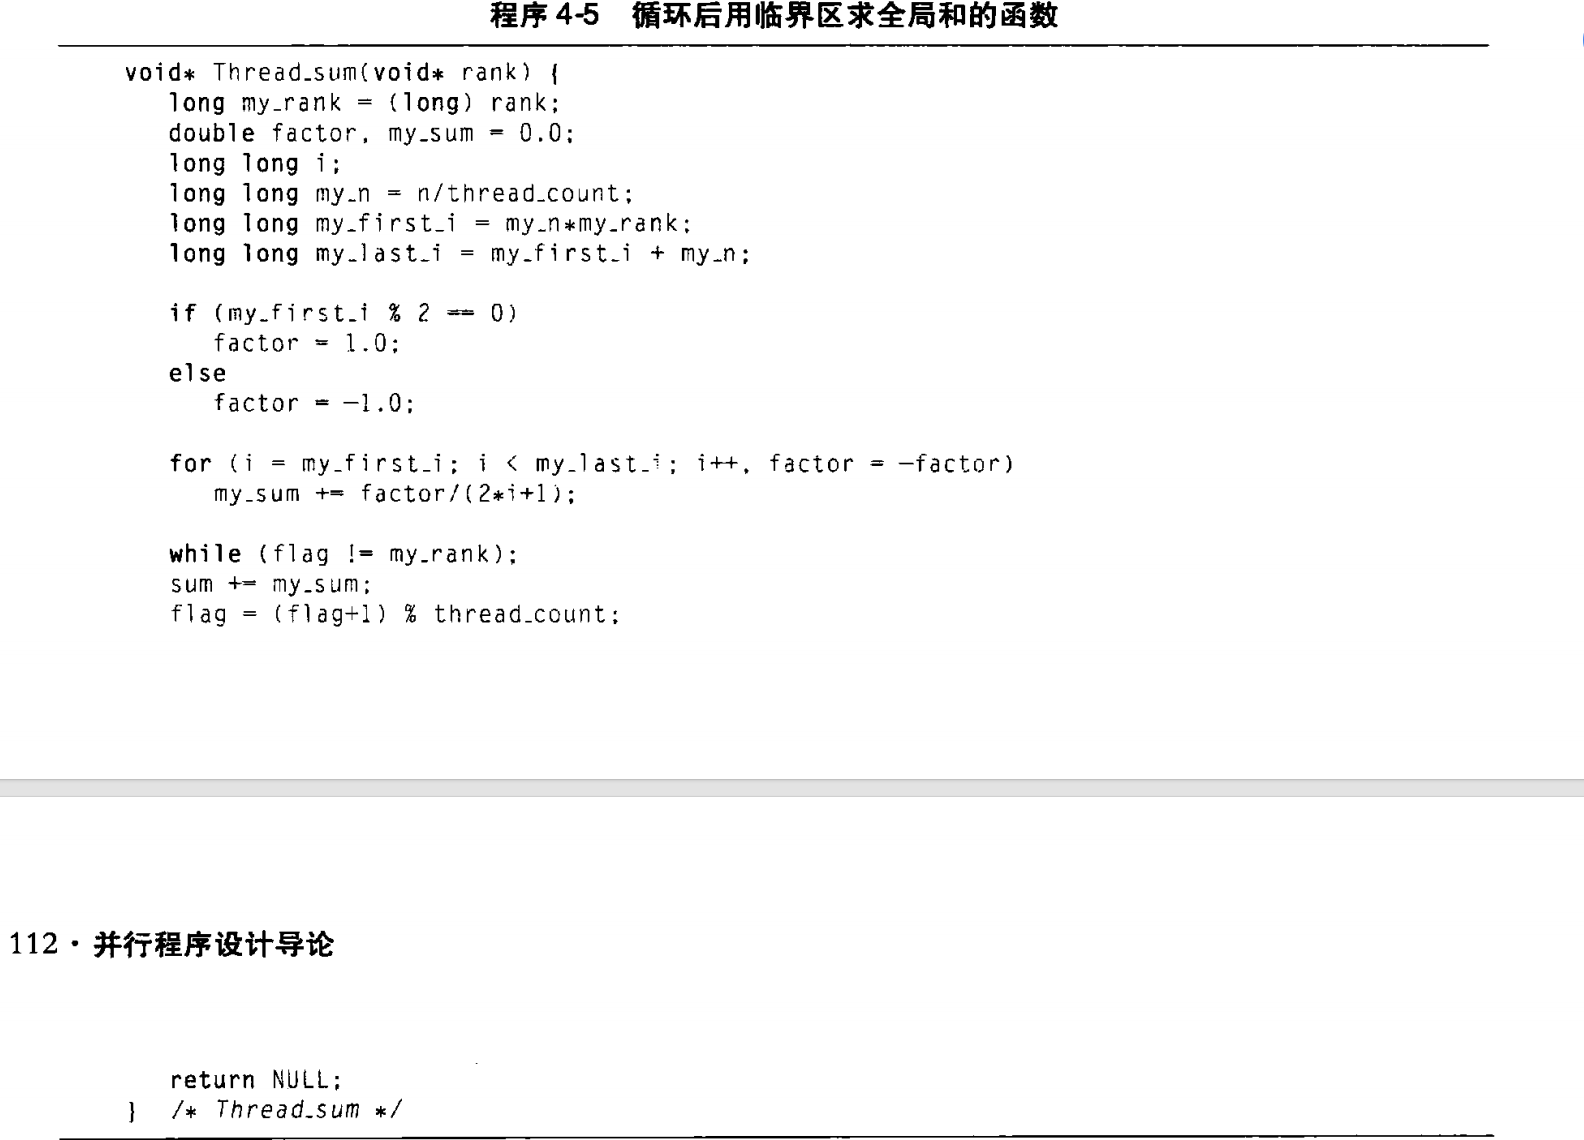 程序 4-5 循环后用临界区求全局和的函数
void* Thread_sum(void* rank) {
long my_rank = (long) rank;
double factor, my_sum = 0.0;
long long i;
long long my_n = n/thread_count;
long long my_first_i = my_n*my_rank;
long long my_last_i = my_first_i + my_n;
if (my_first_i % 2 == 0)
factor = 1.0;
else
factor = -1.0;
for (i = my_first_i; i < my_last_i; i++, factor = -factor)
my_sum += factor/(2*i+1);
while (flag != my_rank);
sum += my_sum;
flag = (flag+1) % thread_count;
112 · 并行程序设计导论
return NULL;
} /* Thread_sum */